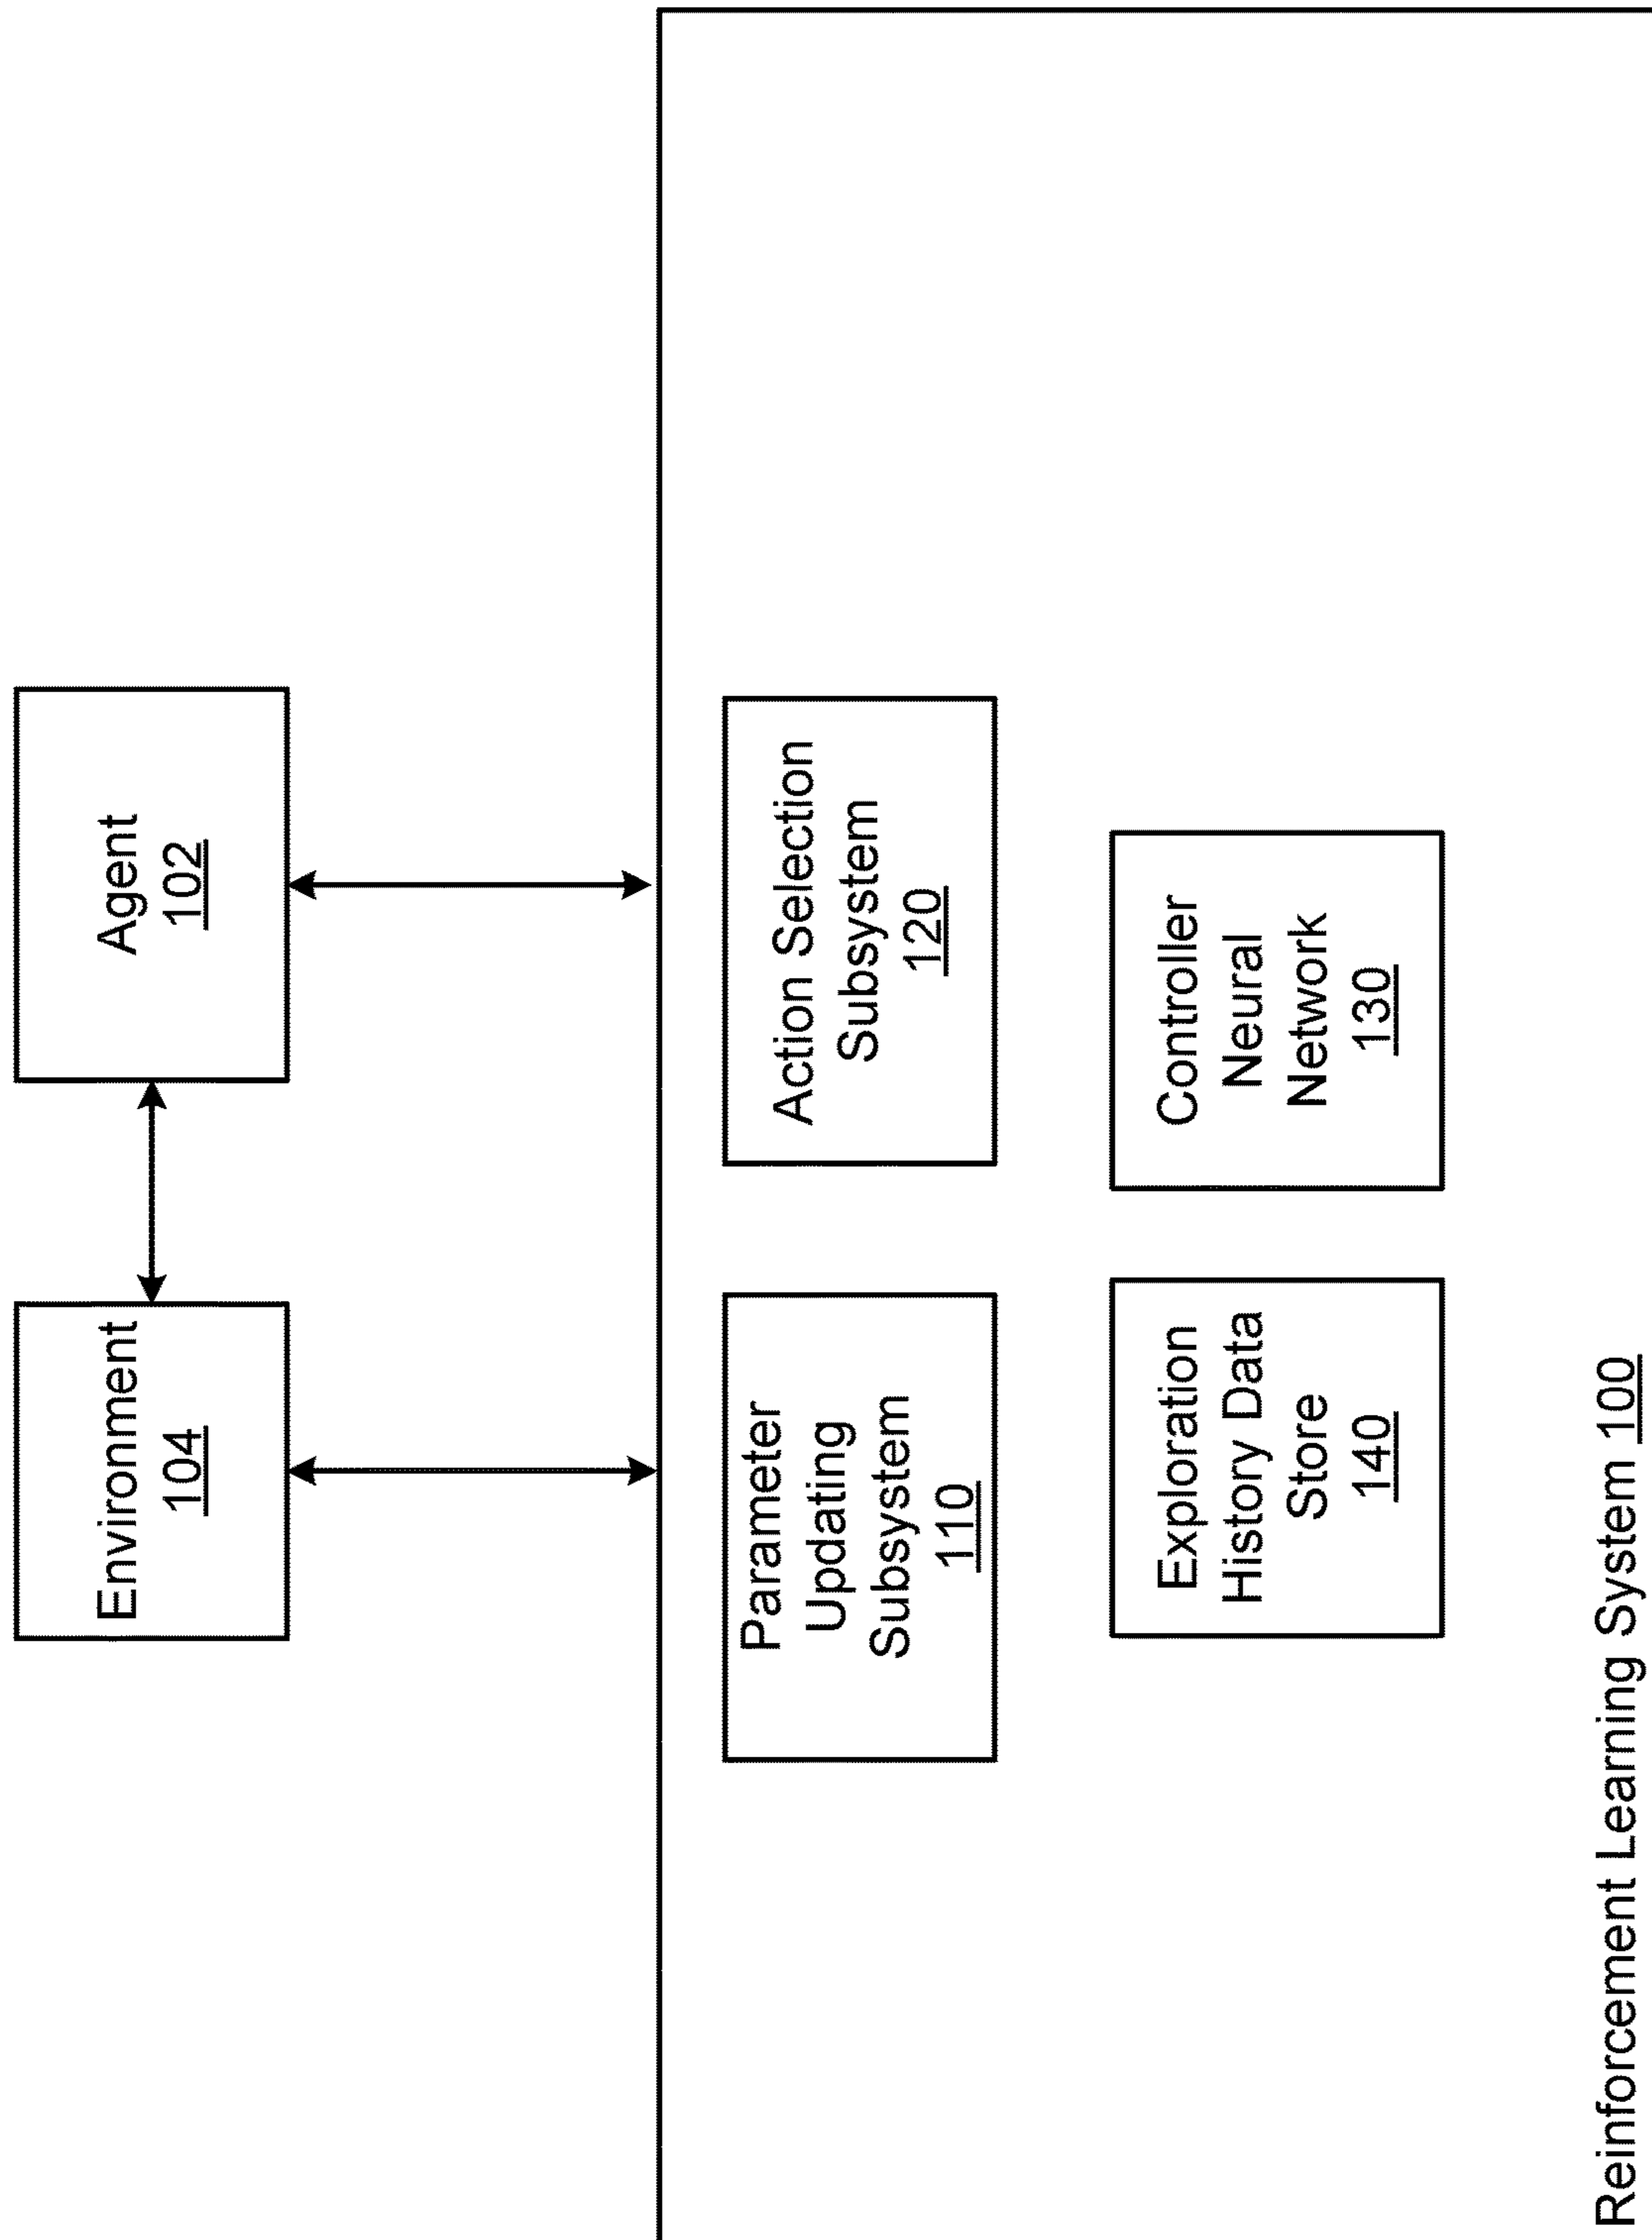 Environment
104
Agent
102
Parameter
Updating
Subsystem
110
Action Selection
Subsystem
120
Exploration
History Data
Store
140
Controller
Neural
Network
130
Reinforcement Learning System 100